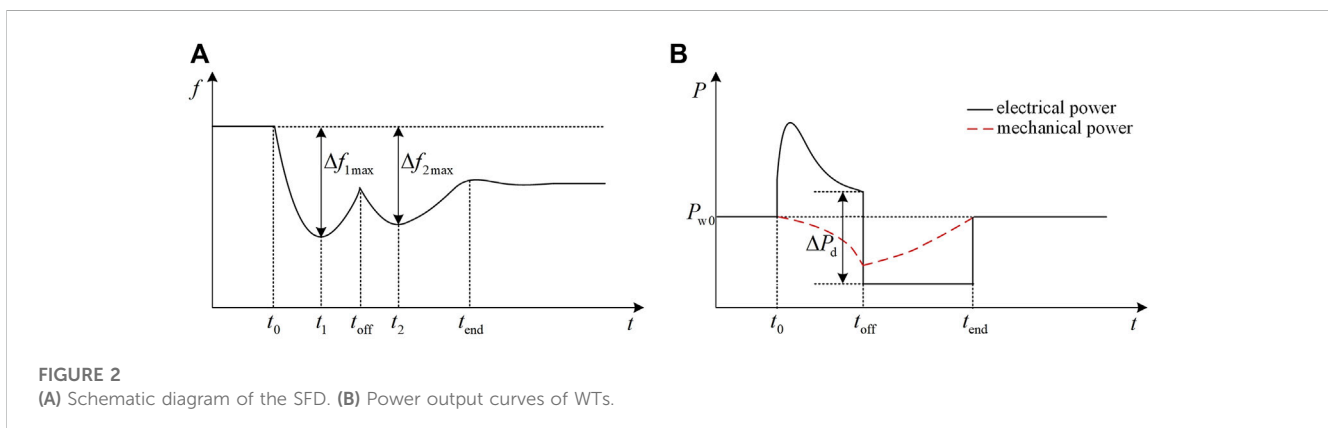 A
f
Δf1max
Δf2max
t0
t1
toff
t2
tend
t
B
P
electrical power
mechanical power
Pw0
ΔPd
t0
toff
tend
t
FIGURE 2
(A) Schematic diagram of the SFD. (B) Power output curves of WTs.